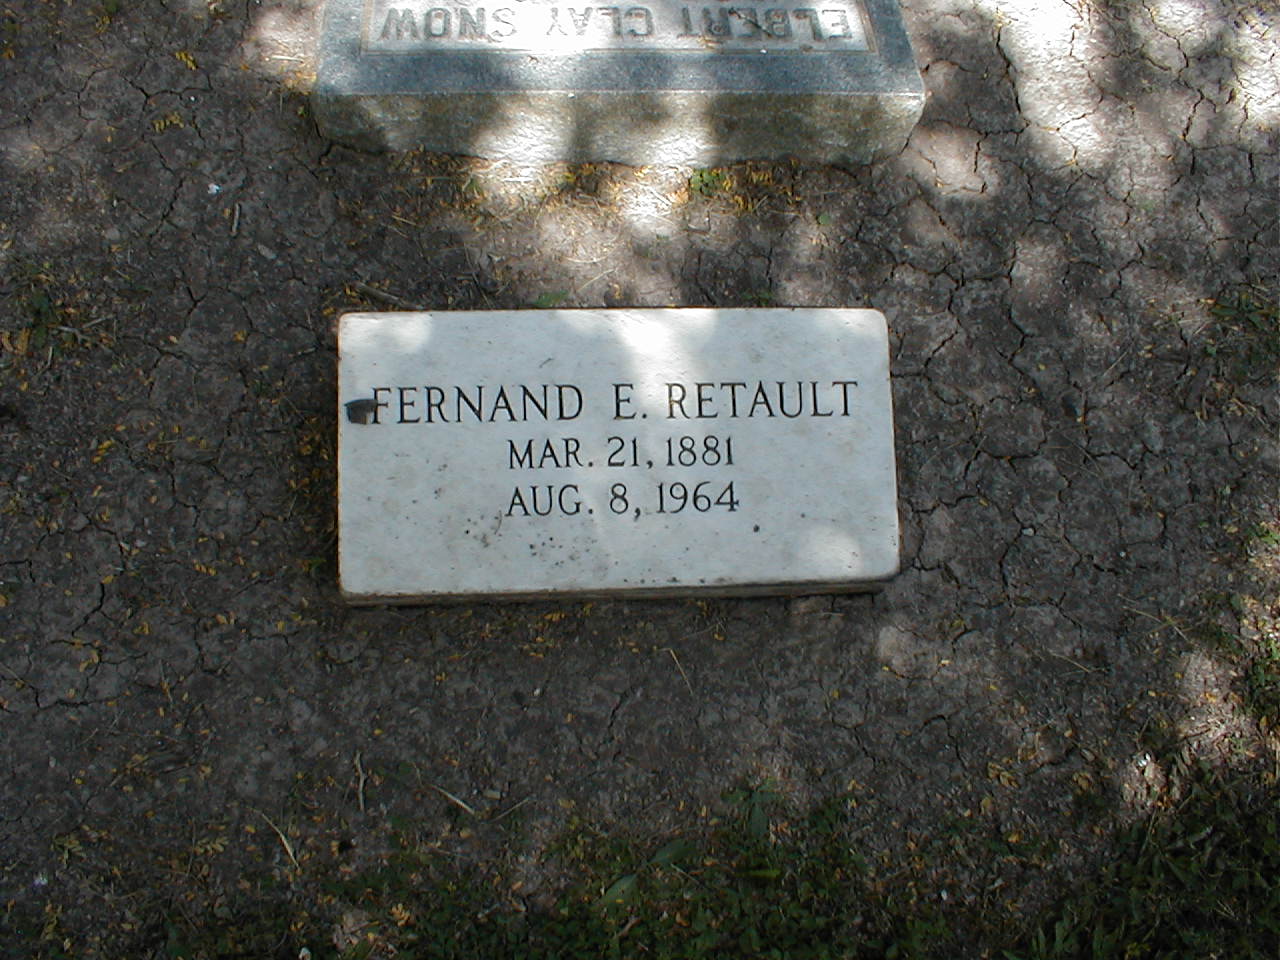 ELBERT CLAY SNOW
FERNAND E. RETAULT
MAR. 21, 1881
AUG. 8, 1964